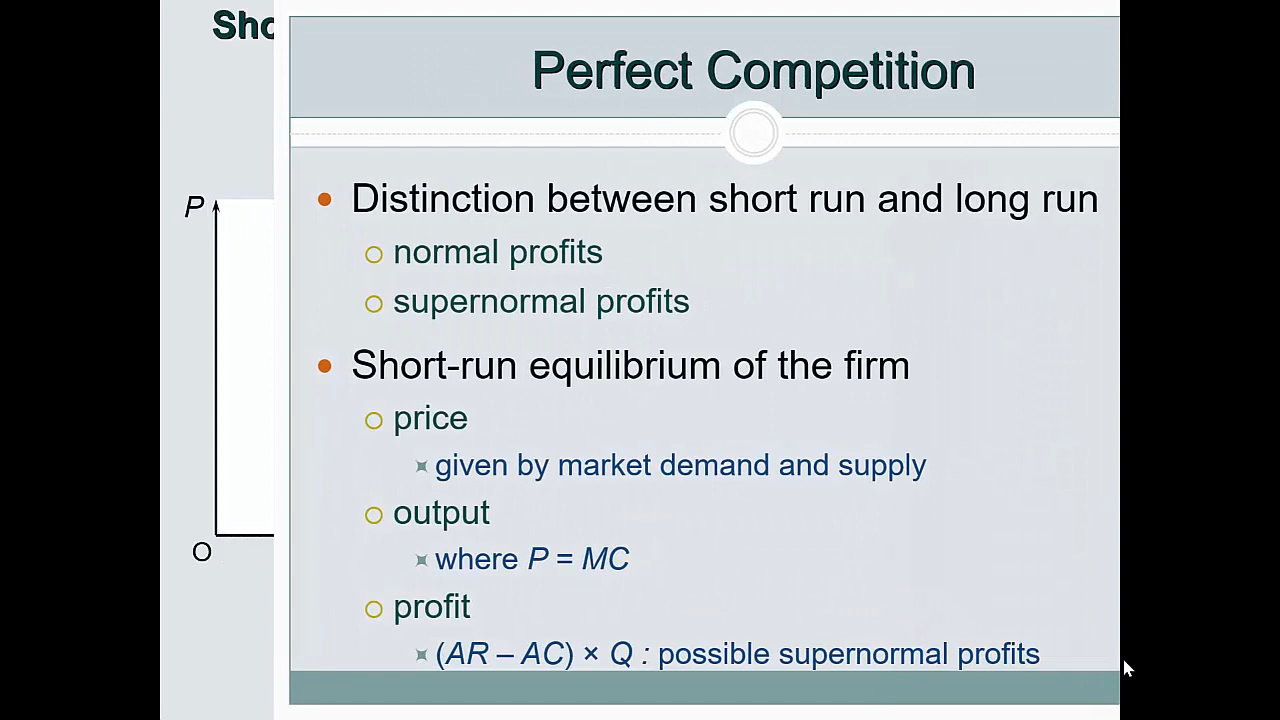 Perfect Competition
Distinction between short run and long run
normal profits
supernormal profits
Short-run equilibrium of the firm
price
given by market demand and supply
output
where P = MC
profit
(AR – AC) × Q : possible supernormal profits
P
O